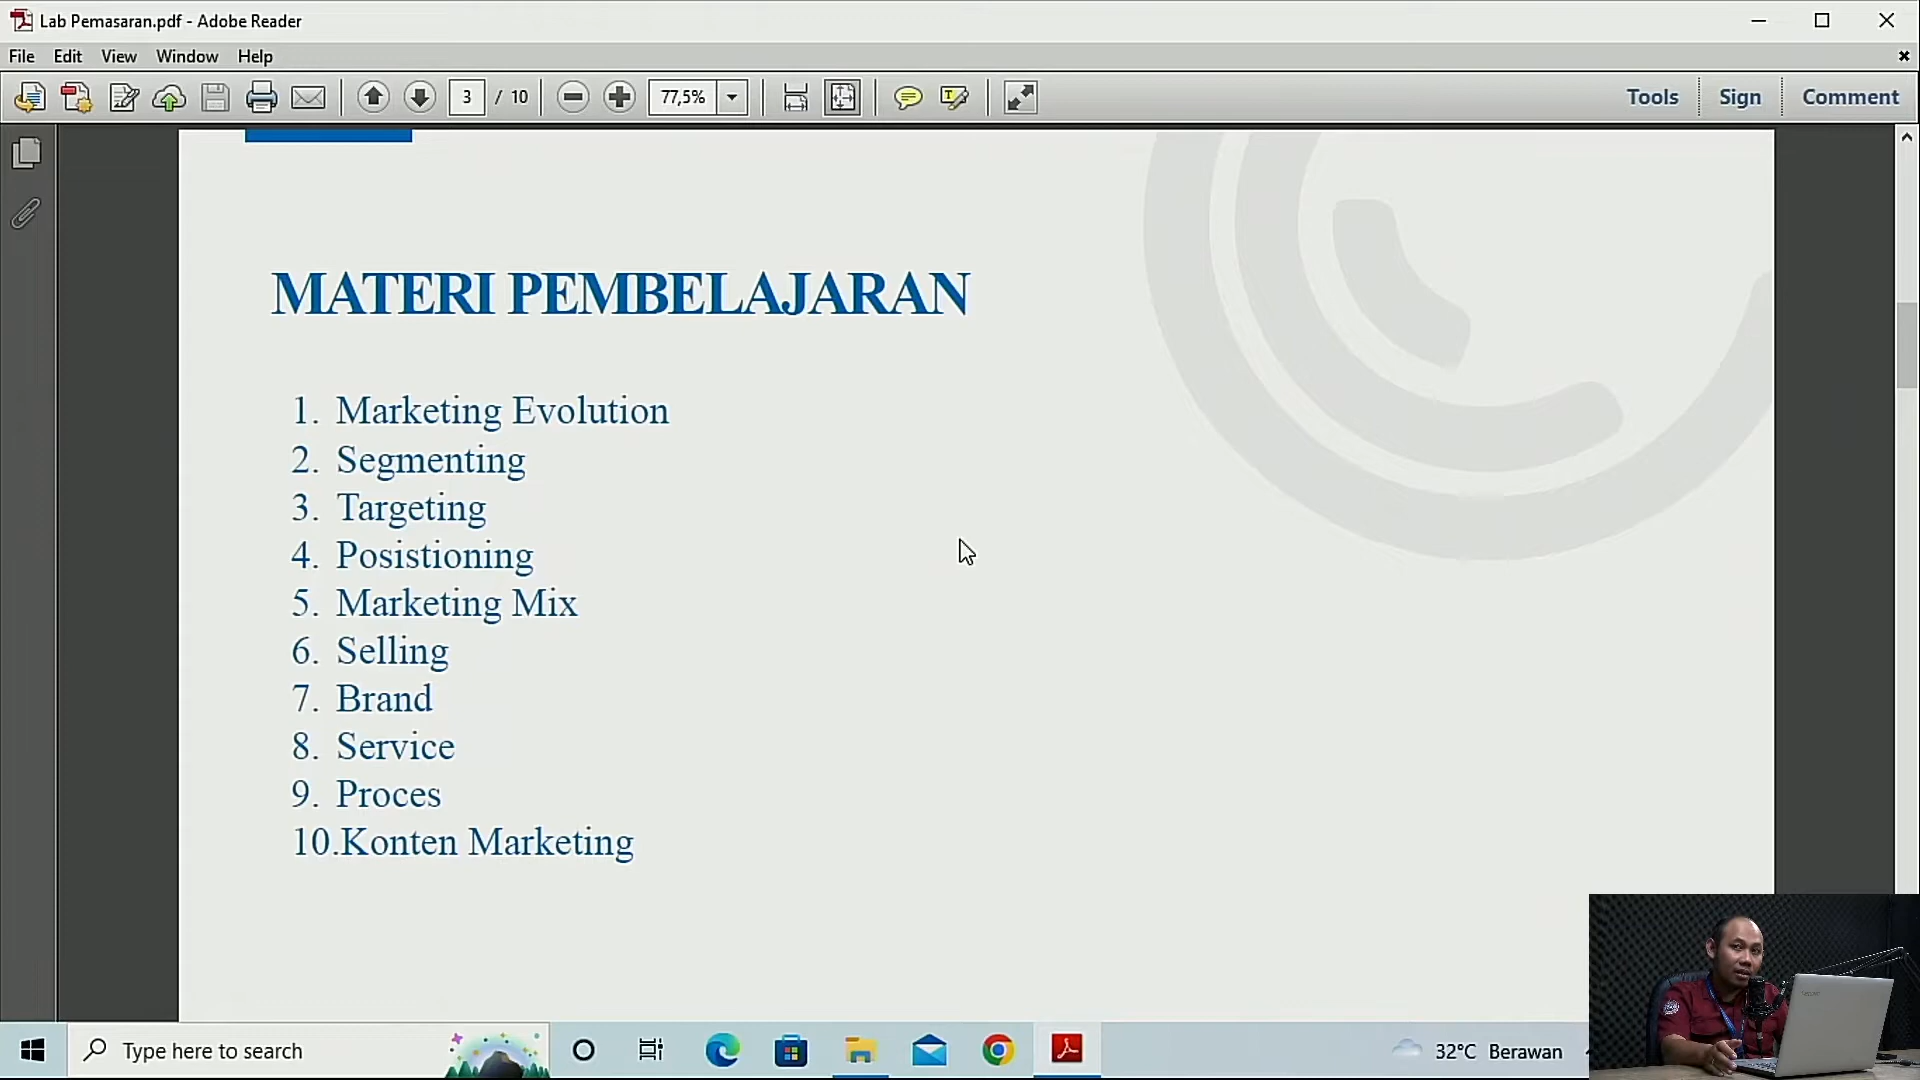 Lab Pemasaran.pdf - Adobe Reader
File Edit View Window Help
3 / 10 77,5% Tools Sign Comment
MATERI PEMBELAJARAN
1. Marketing Evolution
2. Segmenting
3. Targeting
4. Posistioning
5. Marketing Mix
6. Selling
7. Brand
8. Service
9. Proces
10.Konten Marketing
Type here to search 32°C Berawan